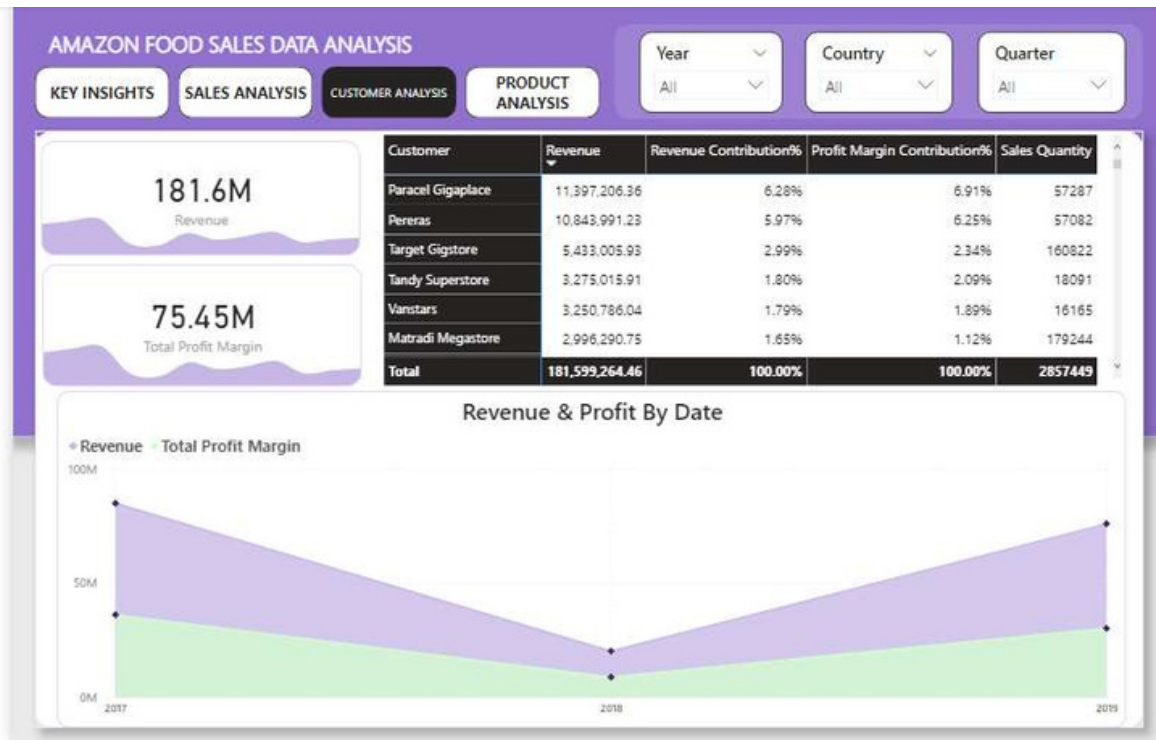 AMAZON FOOD SALES DATA ANALYSIS
KEY INSIGHTS
SALES ANALYSIS
CUSTOMER ANALYSIS
PRODUCT
ANALYSIS
Year
All
Country
All
Quarter
All
181.6M
Revenue
75.45M
Total Profit Margin
Customer Revenue Revenue Contribution% Profit Margin Contribution% Sales Quantity
Paracel Gigaplace 11,397,206.36 6.28% 6.91% 57287
Pereras 10,843,991.23 5.97% 6.25% 57082
Target Gigstore 5,433,005.93 2.99% 2.34% 160822
Tandy Superstore 3,275,015.91 1.80% 2.09% 18091
Vanstars 3,250,786.04 1.79% 1.89% 16165
Matradi Megastore 2,996,290.75 1.65% 1.12% 179244
Total 181,599,264.46 100.00% 100.00% 2857449
Revenue & Profit By Date
Revenue Total Profit Margin
100M
50M
0M
2017 2018 2019